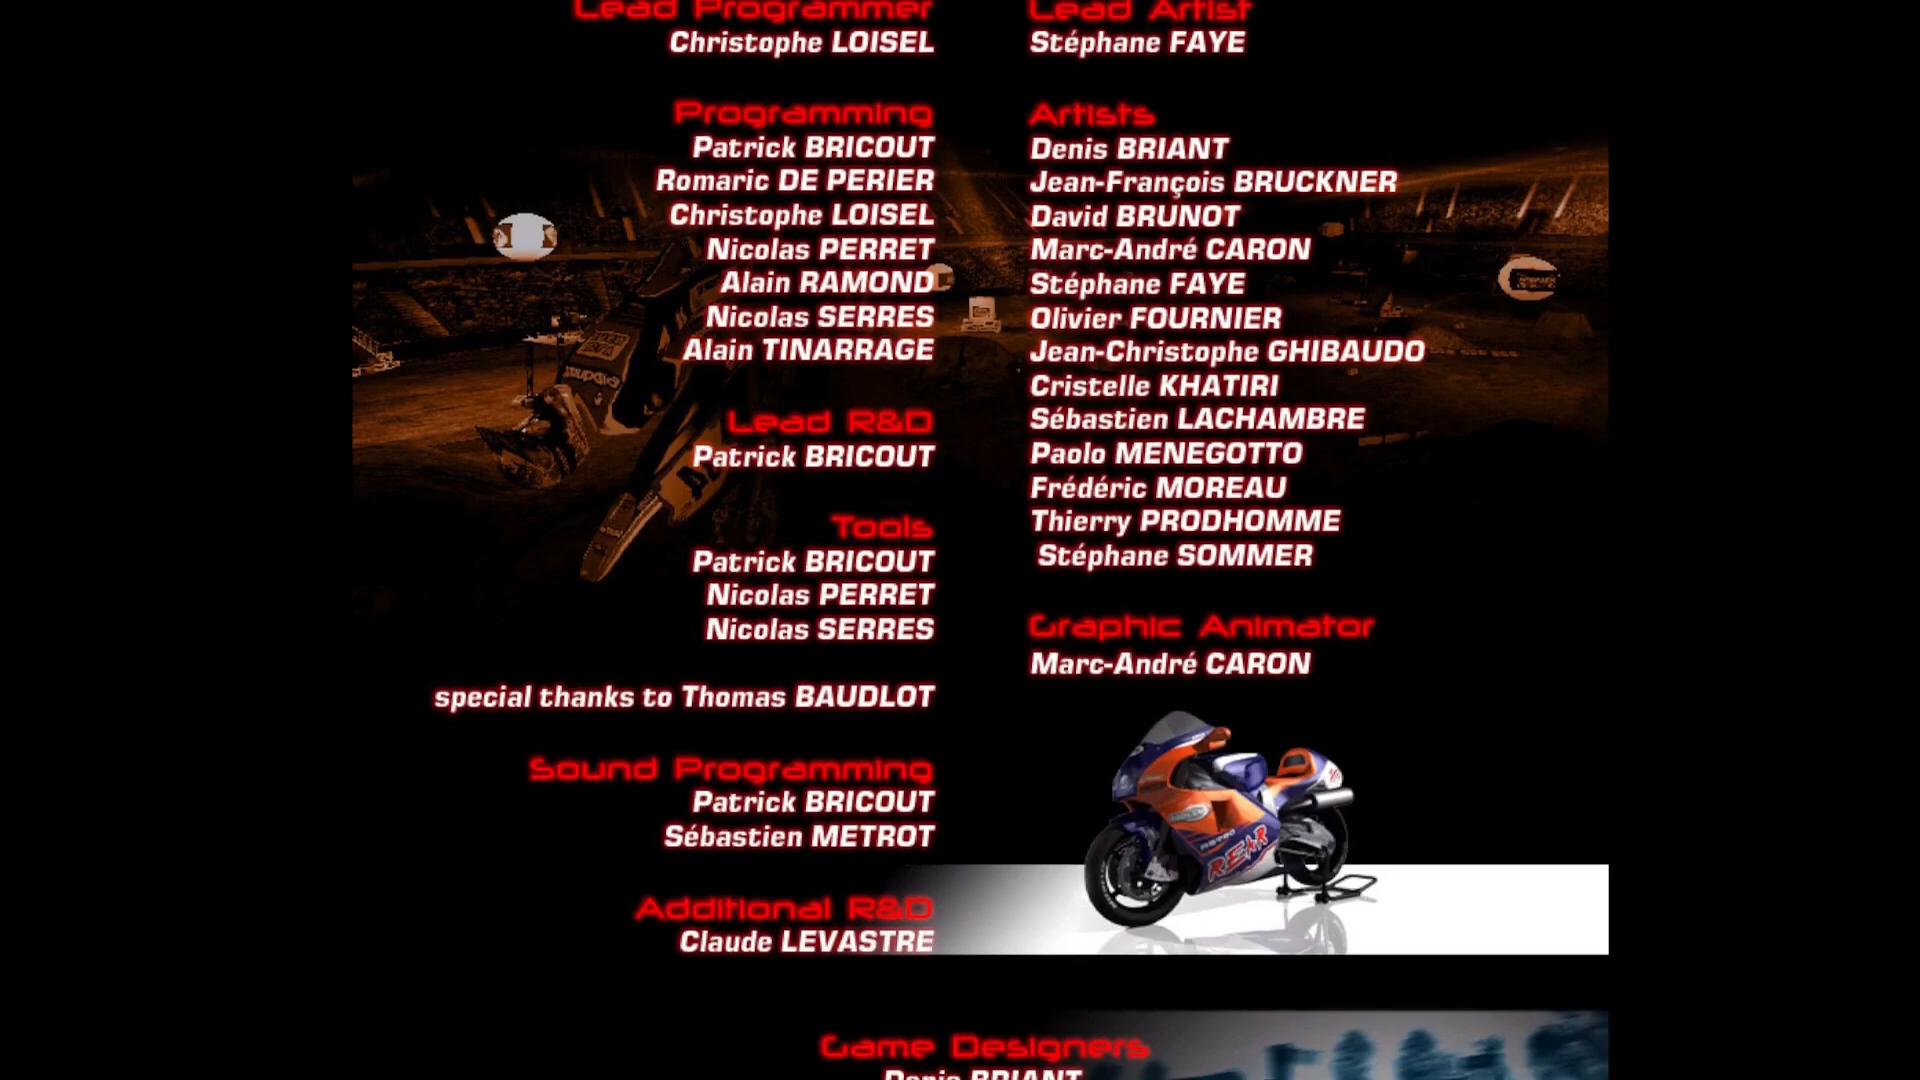 Lead Programmer
Christophe LOISEL
Programming
Patrick BRICOUT
Romaric DE PERIER
Christophe LOISEL
Nicolas PERRET
Alain RAMOND
Nicolas SERRES
Alain TINARRAGE
Lead R&D
Patrick BRICOUT
Tools
Patrick BRICOUT
Nicolas PERRET
Nicolas SERRES
special thanks to Thomas BAUDLOT
Sound Programming
Patrick BRICOUT
Sébastien METROT
Additional R&D
Claude LEVASTRE
Lead Artist
Stéphane FAYE
Artists
Denis BRIANT
Jean-François BRUCKNER
David BRUNOT
Marc-André CARON
Stéphane FAYE
Olivier FOURNIER
Jean-Christophe GHIBAUDO
Cristelle KHATIRI
Sébastien LACHAMBRE
Paolo MENEGOTTO
Frédéric MOREAU
Thierry PRODHOMME
Stéphane SOMMER
Graphic Animator
Marc-André CARON
REAR
Game Designers
Denis BRIANT